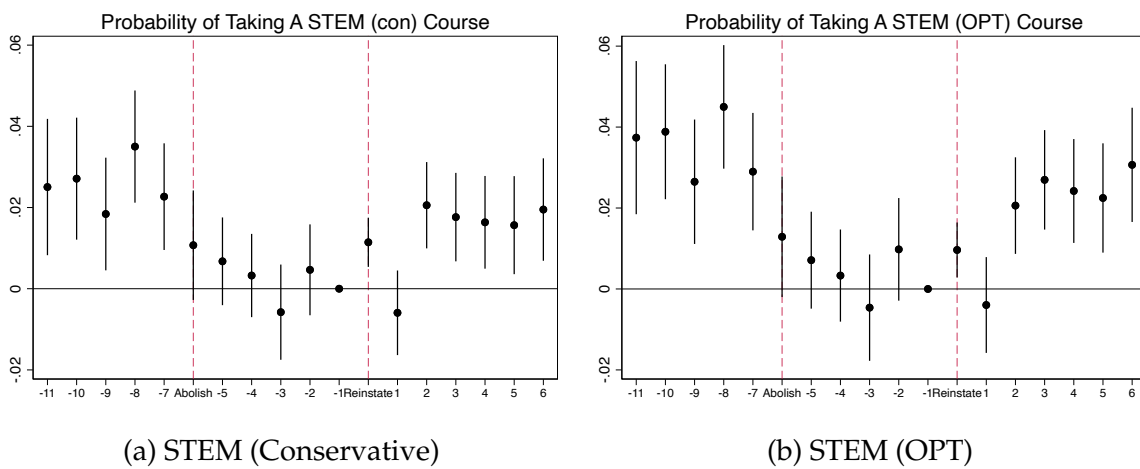 Probability of Taking A STEM (con) Course
.06
.04
.02
0
-.02
-11 -10 -9 -8 -7 Abolish -5 -4 -3 -2 -1 Reinstate 1 2 3 4 5 6
(a) STEM (Conservative)
Probability of Taking A STEM (OPT) Course
.06
.04
.02
0
-.02
-11 -10 -9 -8 -7 Abolish -5 -4 -3 -2 -1 Reinstate 1 2 3 4 5 6
(b) STEM (OPT)